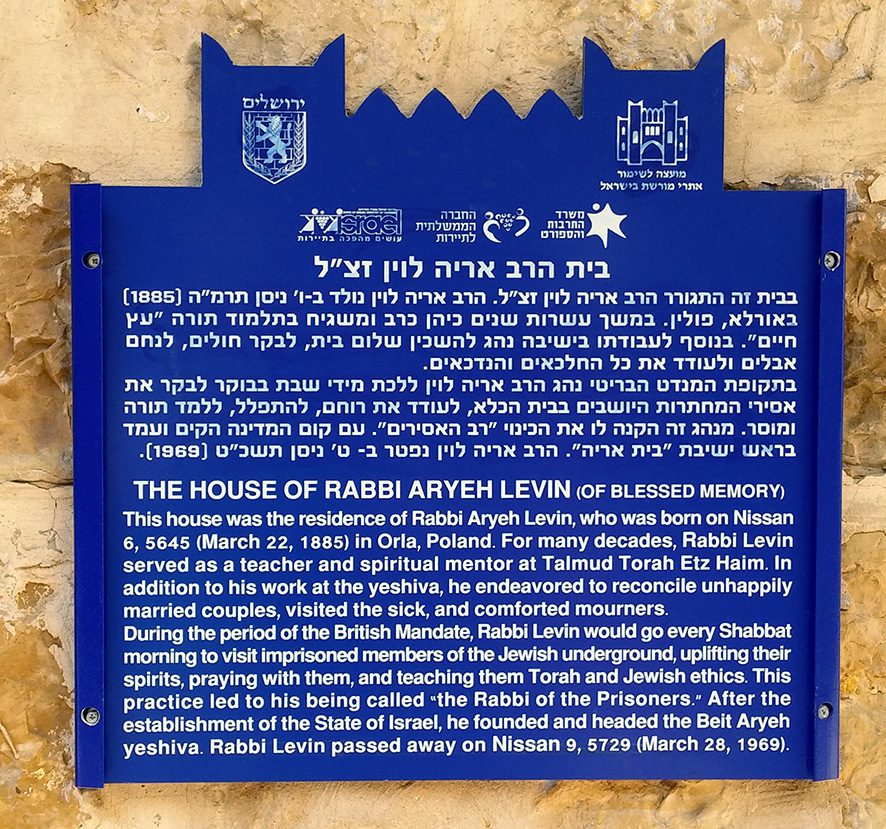 ירושלים
מועצה לשימור
אתרי מורשת בישראל
israel
עושים מהפכה בתיירות
החברה
הממשלתית
לתיירות
משרד
התרבות
והספורט
בית הרב אריה לוין זצ"ל
בבית זה התגורר הרב אריה לוין זצ"ל. הרב אריה לוין נולד ב-ו' ניסן תרמ"ה (1885)
באורלא, פולין. במשך עשרות שנים כיהן כרב ומשגיח בתלמוד תורה "עץ
חיים". בנוסף לעבודתו בישיבה נהג להשכין שלום בית, לבקר חולים, לנחם
אבלים ולעודד את כל החלכאים והנדכאים.
בתקופת המנדט הבריטי נהג הרב אריה לוין ללכת מידי שבת בבוקר לבקר את
אסירי המחתרות היושבים בבית הכלא, לעודד את רוחם, להתפלל, ללמד תורה
ומוסר. מנהג זה הקנה לו את הכינוי "רב האסירים". עם קום המדינה הקים ועמד
בראש ישיבת "בית אריה". הרב אריה לוין נפטר ב- ט' ניסן תשכ"ט (1969).
THE HOUSE OF RABBI ARYEH LEVIN (OF BLESSED MEMORY)
This house was the residence of Rabbi Aryeh Levin, who was born on Nissan
6, 5645 (March 22, 1885) in Orla, Poland. For many decades, Rabbi Levin
served as a teacher and spiritual mentor at Talmud Torah Etz Haim. In
addition to his work at the yeshiva, he endeavored to reconcile unhappily
married couples, visited the sick, and comforted mourners.
During the period of the British Mandate, Rabbi Levin would go every Shabbat
morning to visit imprisoned members of the Jewish underground, uplifting their
spirits, praying with them, and teaching them Torah and Jewish ethics. This
practice led to his being called "the Rabbi of the Prisoners." After the
establishment of the State of Israel, he founded and headed the Beit Aryeh
yeshiva. Rabbi Levin passed away on Nissan 9, 5729 (March 28, 1969).